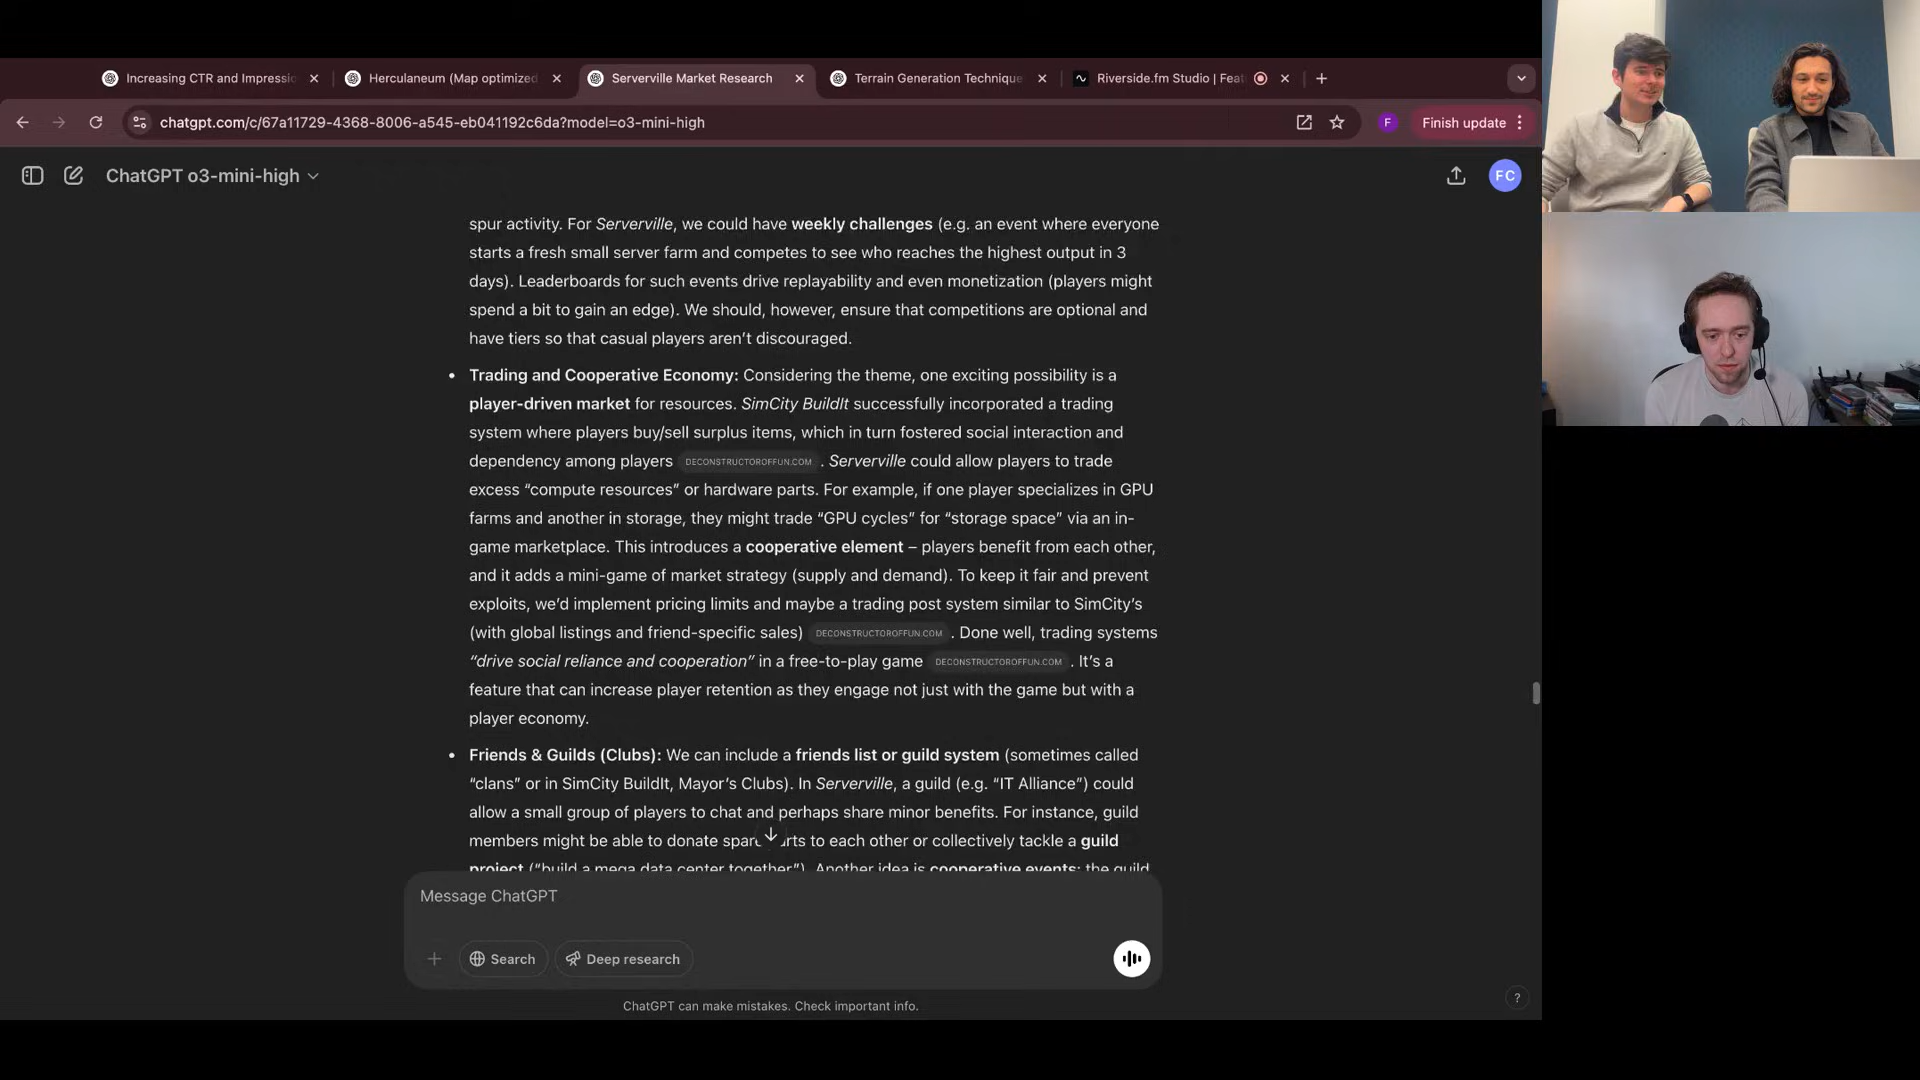 Increasing CTR and Impressio
Herculaneum (Map optimized
Serverville Market Research
Terrain Generation Technique
Riverside.fm Studio | Feat
chatgpt.com/c/67a11729-4368-8006-a545-eb041192c6da?model=o3-mini-high
F
Finish update
ChatGPT o3-mini-high
FC
spur activity. For Serverville, we could have weekly challenges (e.g. an event where everyone
starts a fresh small server farm and competes to see who reaches the highest output in 3
days). Leaderboards for such events drive replayability and even monetization (players might
spend a bit to gain an edge). We should, however, ensure that competitions are optional and
have tiers so that casual players aren’t discouraged.
• Trading and Cooperative Economy: Considering the theme, one exciting possibility is a
player-driven market for resources. SimCity BuildIt successfully incorporated a trading
system where players buy/sell surplus items, which in turn fostered social interaction and
dependency among players DECONSTRUCTOROFFUN.COM . Serverville could allow players to trade
excess “compute resources” or hardware parts. For example, if one player specializes in GPU
farms and another in storage, they might trade “GPU cycles” for “storage space” via an in-
game marketplace. This introduces a cooperative element – players benefit from each other,
and it adds a mini-game of market strategy (supply and demand). To keep it fair and prevent
exploits, we’d implement pricing limits and maybe a trading post system similar to SimCity’s
(with global listings and friend-specific sales) DECONSTRUCTOROFFUN.COM . Done well, trading systems
“drive social reliance and cooperation” in a free-to-play game DECONSTRUCTOROFFUN.COM . It’s a
feature that can increase player retention as they engage not just with the game but with a
player economy.
• Friends & Guilds (Clubs): We can include a friends list or guild system (sometimes called
“clans” or in SimCity BuildIt, Mayor’s Clubs). In Serverville, a guild (e.g. “IT Alliance”) could
allow a small group of players to chat and perhaps share minor benefits. For instance, guild
members might be able to donate spare parts to each other or collectively tackle a guild
project (“build a mega data center together”). Another idea is cooperative events: the guild
Message ChatGPT
Search
Deep research
ChatGPT can make mistakes. Check important info.
?